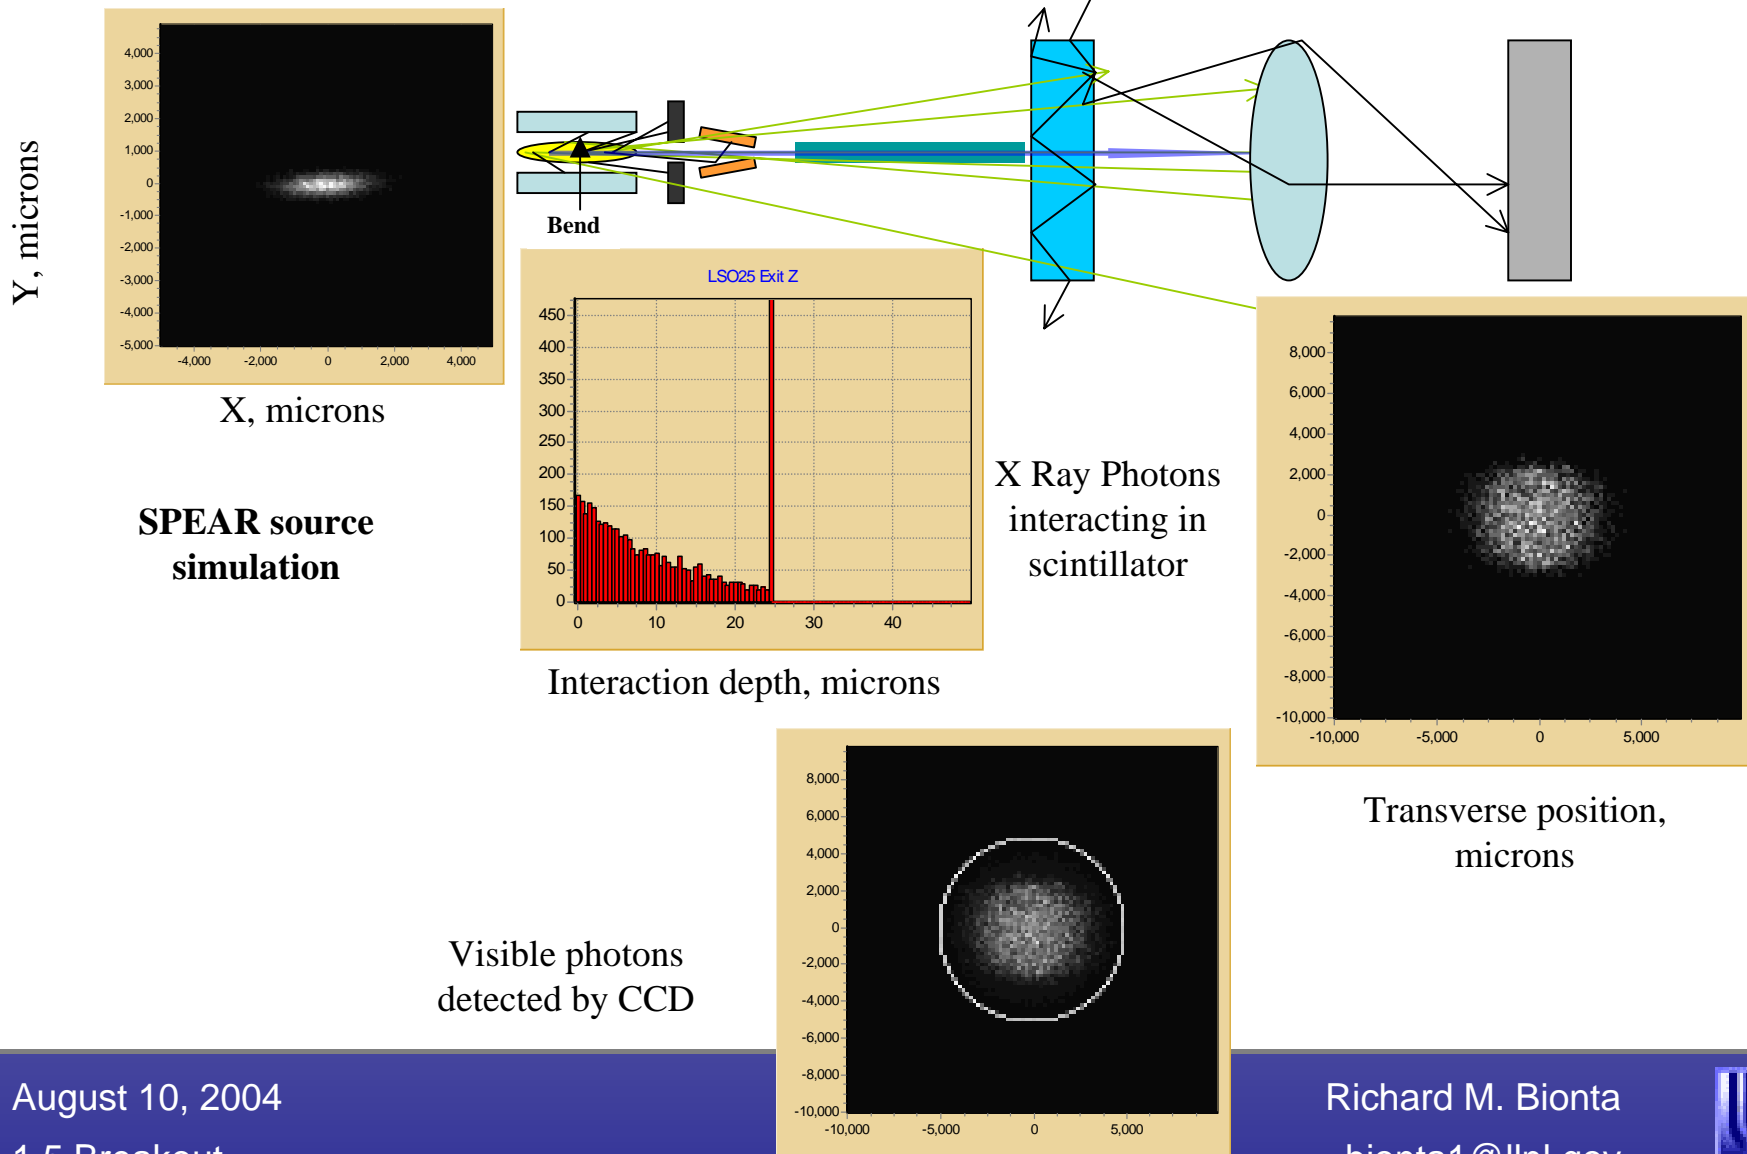 Y, microns
4,000
3,000
2,000
1,000
0
-1,000
-2,000
-3,000
-4,000
-5,000
-4,000 -2,000 0 2,000 4,000
X, microns
SPEAR source
simulation
Bend
LSO25 Exit Z
450
400
350
300
250
200
150
100
50
0
0 10 20 30 40
Interaction depth, microns
X Ray Photons
interacting in
scintillator
8,000
6,000
4,000
2,000
0
-2,000
-4,000
-6,000
-8,000
-10,000
-10,000 -5,000 0 5,000
Transverse position,
microns
Visible photons
detected by CCD
8,000
6,000
4,000
2,000
0
-2,000
-4,000
-6,000
-8,000
-10,000
-10,000 -5,000 0 5,000
August 10, 2004
1.5 Breakout
Richard M. Bionta
bionta1@llnl.gov